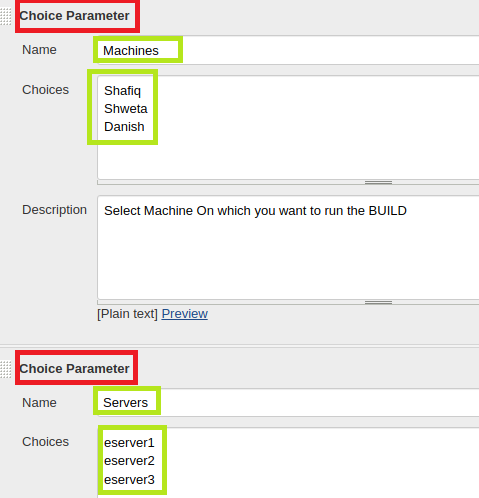 Choice Parameter
Name
Machines
Choices
Shafiq
Shweta
Danish
Description
Select Machine On which you want to run the BUILD
[Plain text] Preview
Choice Parameter
Name
Servers
Choices
eserver1
eserver2
eserver3